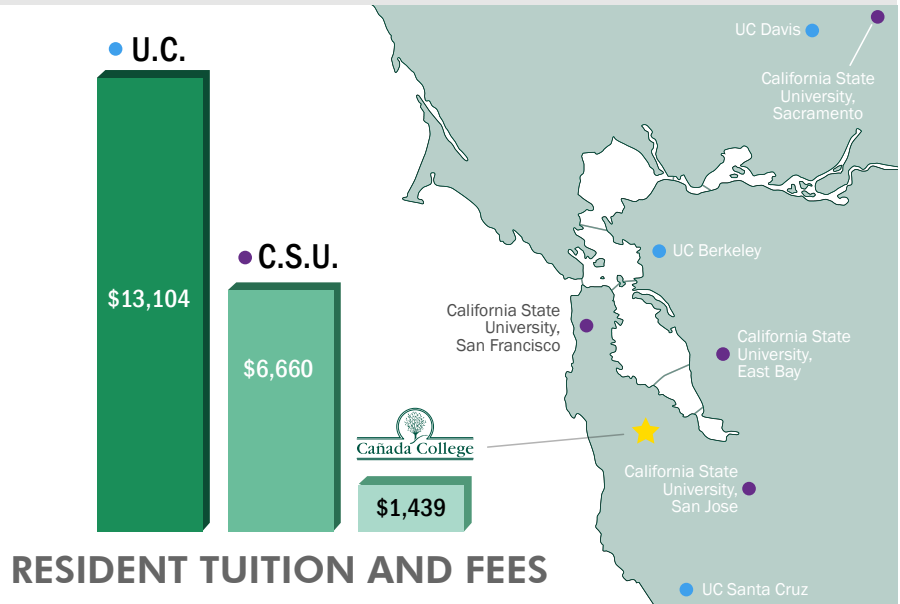 U.C.
$13,104
C.S.U.
$6,660
Cañada College
$1,439
RESIDENT TUITION AND FEES
UC Davis
California State
University,
Sacramento
UC Berkeley
California State
University,
San Francisco
California State
University,
East Bay
California State
University,
San Jose
UC Santa Cruz